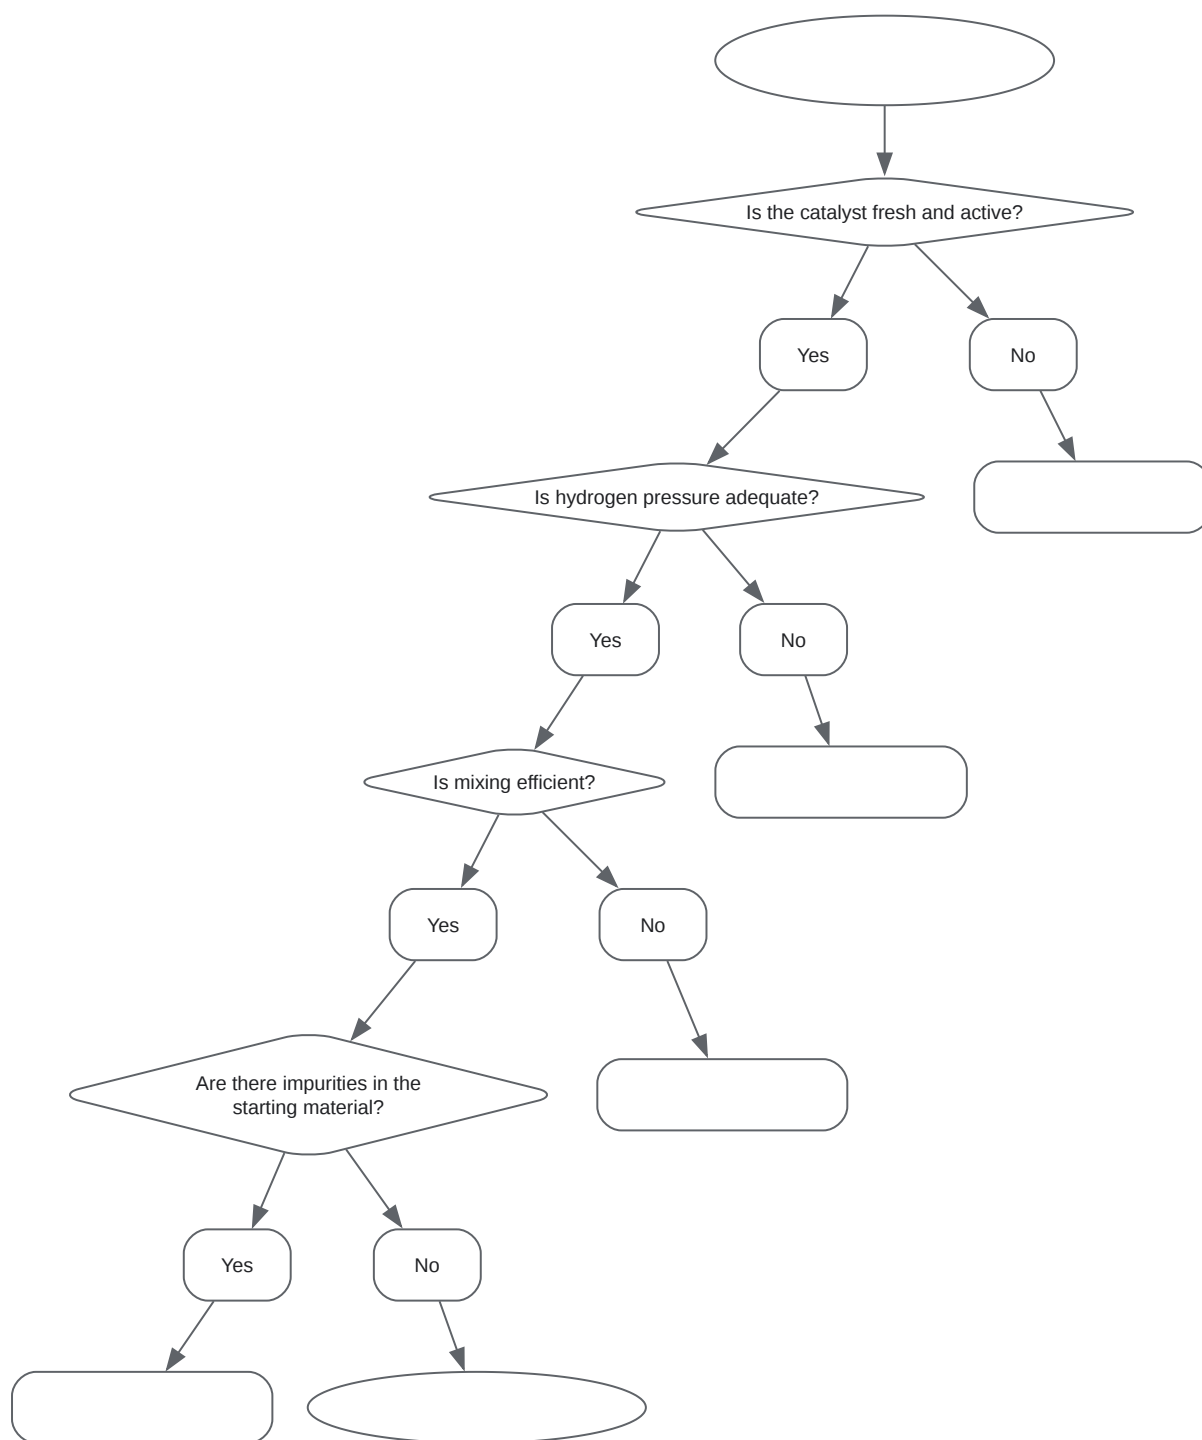 Is the catalyst fresh and active?
Yes
No
Is hydrogen pressure adequate?
Yes
No
Is mixing efficient?
Yes
No
Are there impurities in the
starting material?
Yes
No